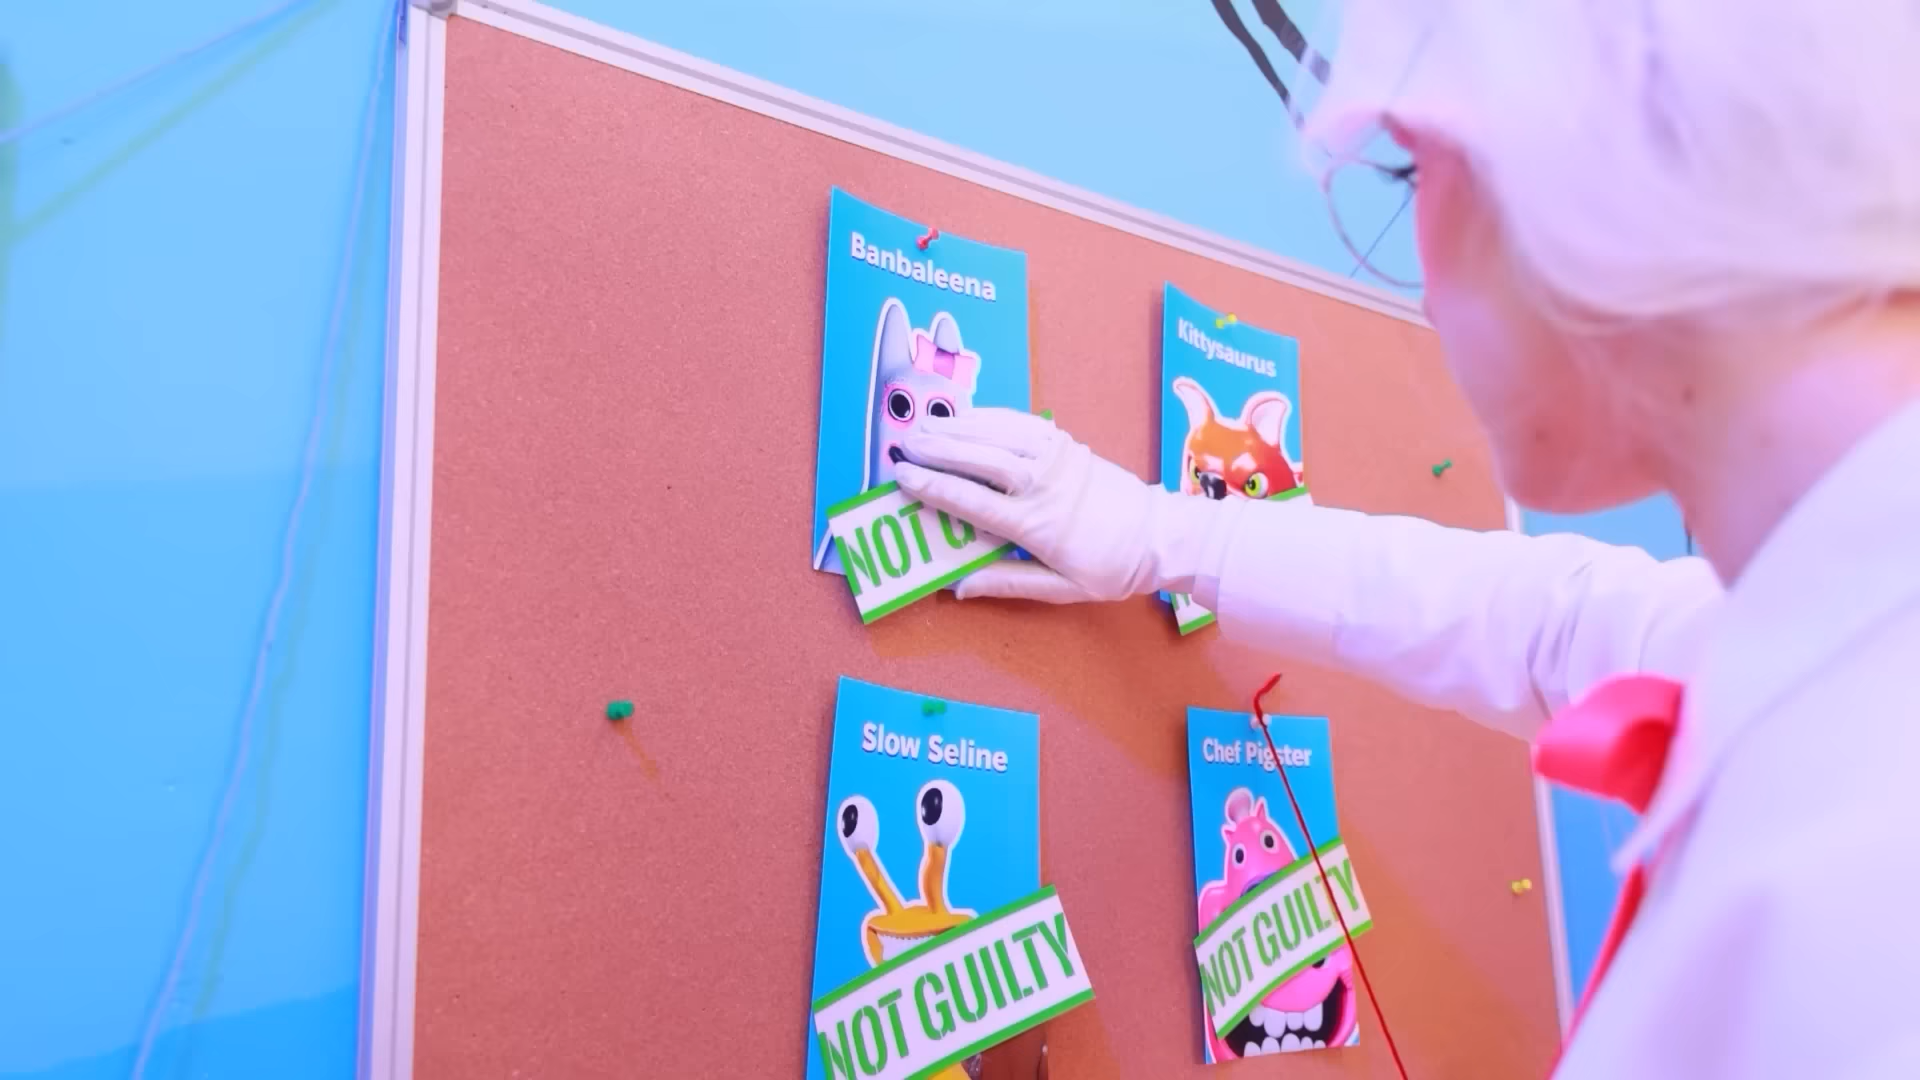 Banbaleena
Kittysaurus
NOT G
Slow Seline
Chef Pigster
NOT GUILTY
NOT GUILTY